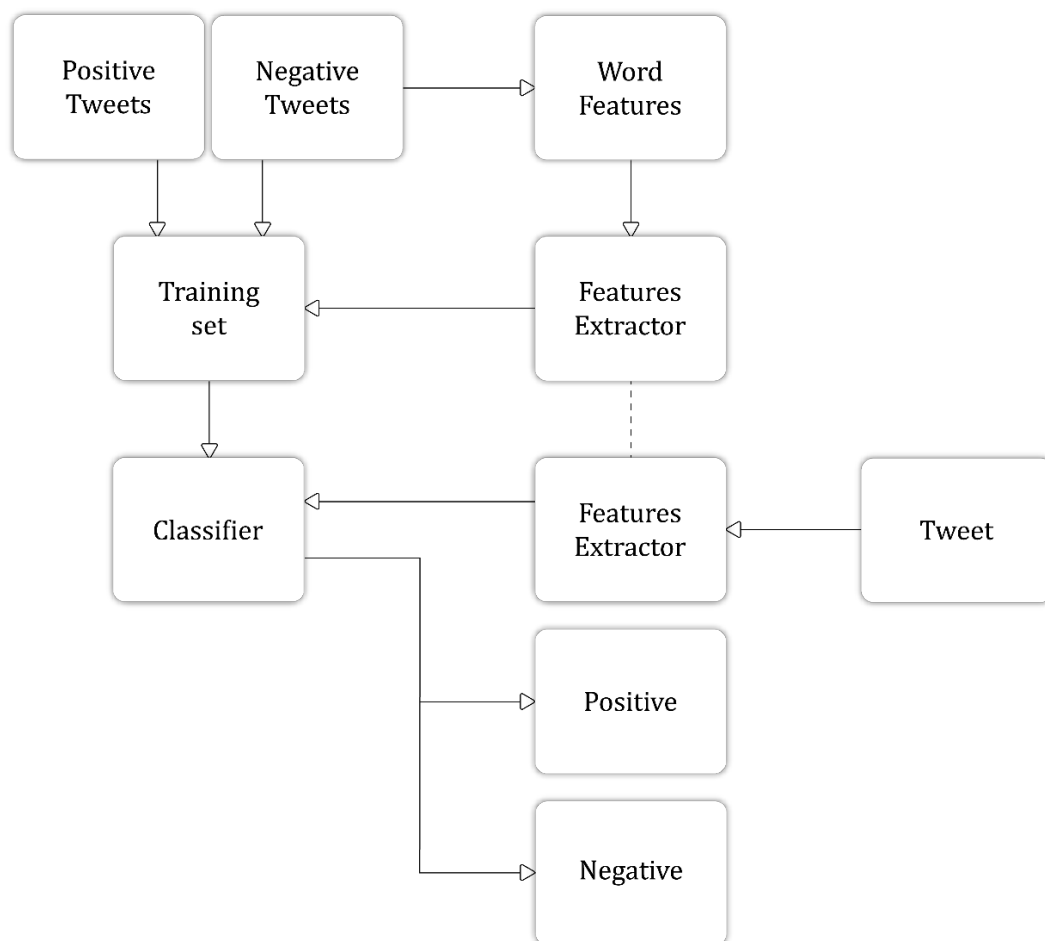 Positive
Tweets
Negative
Tweets
Word
Features
Training
set
Features
Extractor
Classifier
Features
Extractor
Tweet
Positive
Negative